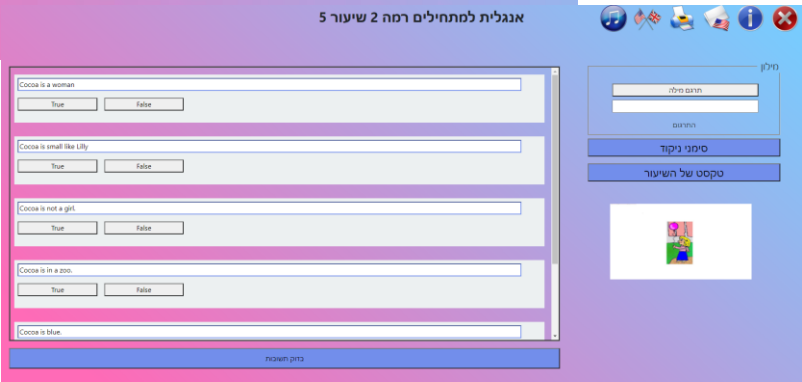 אנגלית למתחילים רמה 2 שיעור 5
מילון
תרגם מילה
התרגום
סימני ניקוד
טקסט של השיעור
Cocoa is a woman
True False
Cocoa is small like Lilly
True False
Cocoa is not a girl.
True False
Cocoa is in a zoo.
True False
Cocoa is blue.
בדוק תשובות